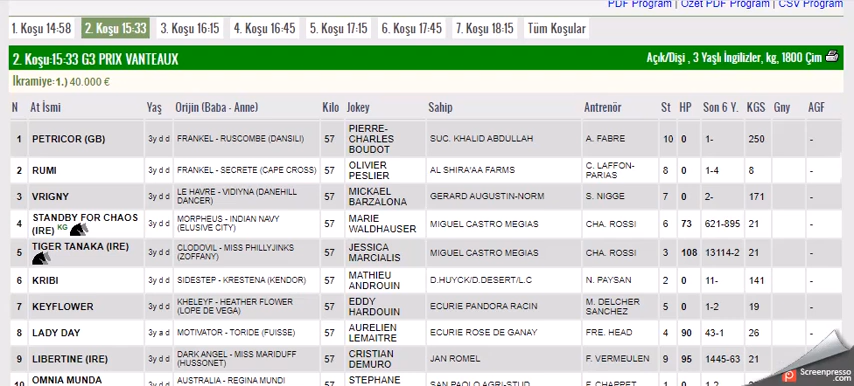 PDF Program | Özet PDF Program | CSV Program
1. Koşu 14:58 2. Koşu 15:33 3. Koşu 16:15 4. Koşu 16:45 5. Koşu 17:15 6. Koşu 17:45 7. Koşu 18:15 Tüm Koşular
2. Koşu:15:33 G3 PRIX VANTEAUX Açık/Dişi , 3 Yaşlı İngilizler, kg, 1800 Çim
İkramiye: 1.) 40.000 €
N At İsmi Yaş Orijin (Baba - Anne) Kilo Jokey Sahip Antrenör St HP Son 6 Y. KGS Gny AGF
1 PETRICOR (GB) 3y d d FRANKEL - RUSCOMBE (DANSILI) 57 PIERRE-CHARLES BOUDOT SUC. KHALID ABDULLAH A. FABRE 10 0 1- 250 -
2 RUMI 3y d d FRANKEL - SECRETE (CAPE CROSS) 57 OLIVIER PESLIER AL SHIRA'AA FARMS C. LAFFON-PARIAS 8 0 1-4 8 -
3 VRIGNY 3y d d LE HAVRE - VIDIYNA (DANEHILL DANCER) 57 MICKAEL BARZALONA GERARD AUGUSTIN-NORM S. NIGGE 7 0 2- 171 -
4 STANDBY FOR CHAOS (IRE) KG 3y d d MORPHEUS - INDIAN NAVY (ELUSIVE CITY) 57 MARIE WALDHAUSER MIGUEL CASTRO MEGIAS CHA. ROSSI 6 73 621-895 21 -
5 TIGER TANAKA (IRE) 3y d d CLODOVIL - MISS PHILLYJINKS (ZOFFANY) 57 JESSICA MARCIALIS MIGUEL CASTRO MEGIAS CHA. ROSSI 3 108 13114-2 21 -
6 KRIBI 3y d d SIDESTEP - KRESTENA (KENDOR) 57 MATHIEU ANDROUIN D.HUYCK/D.DESERT/L.C N. PAYSAN 2 0 11- 141 -
7 KEYFLOWER 3y d d KHELEYF - HEATHER FLOWER (LOPE DE VEGA) 57 EDDY HARDOUIN ECURIE PANDORA RACIN M. DELCHER SANCHEZ 5 0 1-2 19 -
8 LADY DAY 3y a d MOTIVATOR - TORIDE (FUISSE) 57 AURELIEN LEMAITRE ECURIE ROSE DE GANAY FRE. HEAD 4 90 43-1 26 -
9 LIBERTINE (IRE) 3y d d DARK ANGEL - MISS MARIDUFF (HUSSONET) 57 CRISTIAN DEMURO JAN ROMEL F. VERMEULEN 9 95 1445-63 21
10 OMNIA MUNDA AUSTRALIA - REGINA MUNDI STEPHANE
Screenpresso
.com